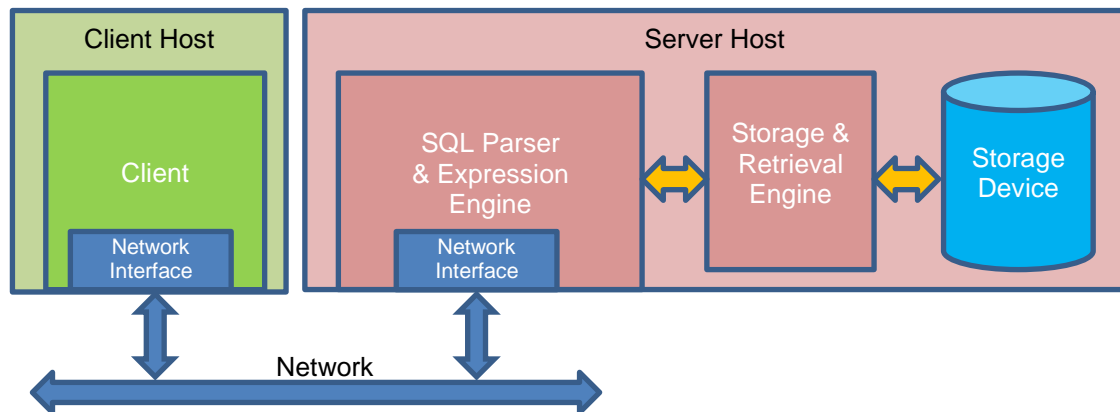 Client Host
Server Host
Client
Network
Interface
SQL Parser
& Expression
Engine
Network
Interface
Storage &
Retrieval
Engine
Storage
Device
Network